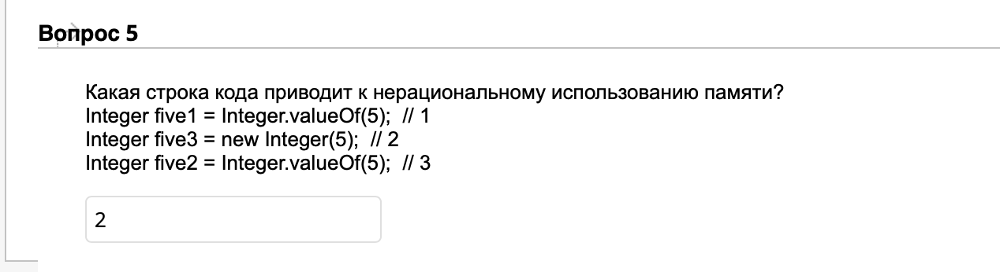 Вопрос 5
Какая строка кода приводит к нерациональному использованию памяти?
Integer five1 = Integer.valueOf(5);  // 1
Integer five3 = new Integer(5);  // 2
Integer five2 = Integer.valueOf(5);  // 3
2